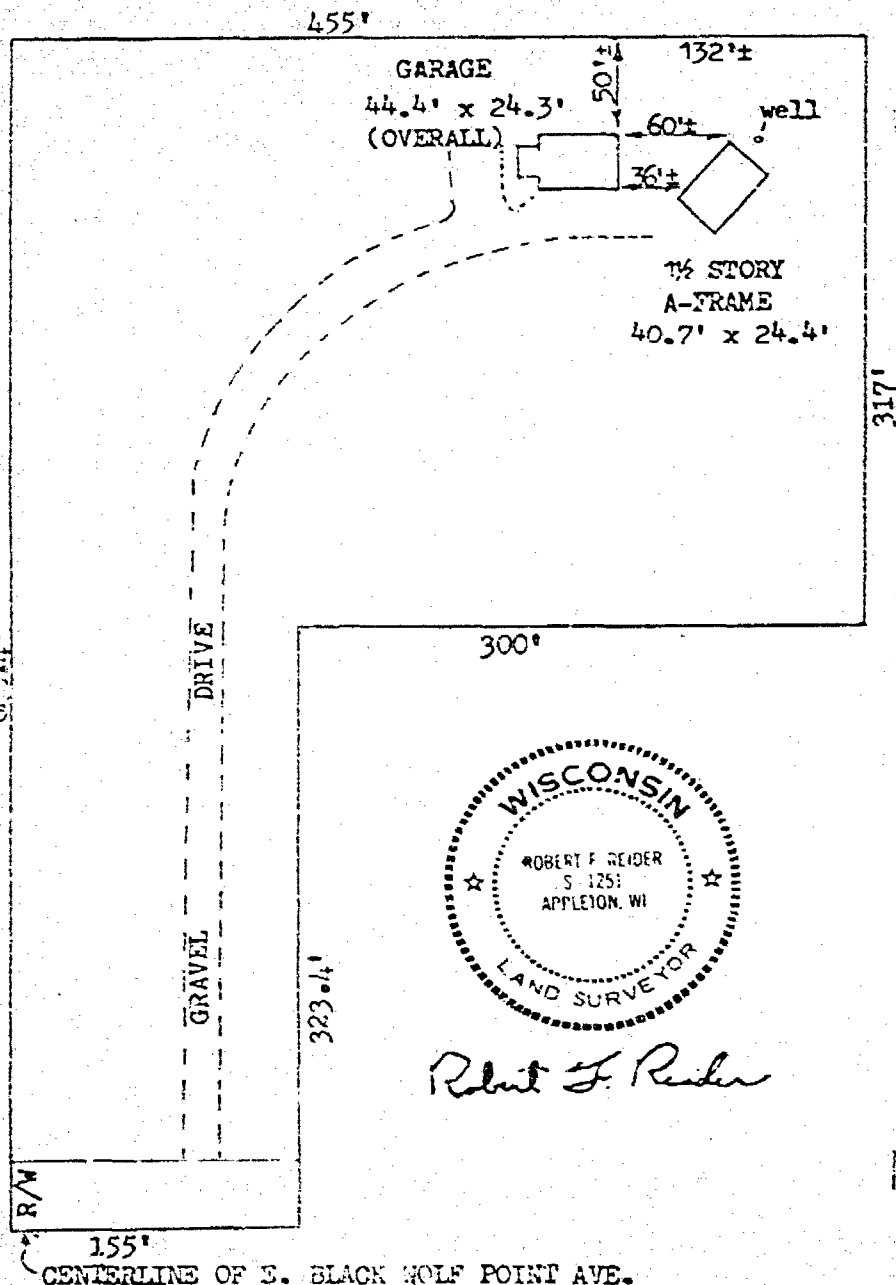 455'
GARAGE
44.4' x 24.3'
(OVERALL)
50'±
132'±
60'±
well
36'±
1½ STORY
A-FRAME
40.7' x 24.4'
317'
300'
DRIVE
GRAVEL
323.4'
WISCONSIN
ROBERT F REIDER
S-1251
APPLETON, WI
LAND SURVEYOR
Robert F. Reider
R/W
155'
CENTERLINE OF E. BLACK WOLF POINT AVE.